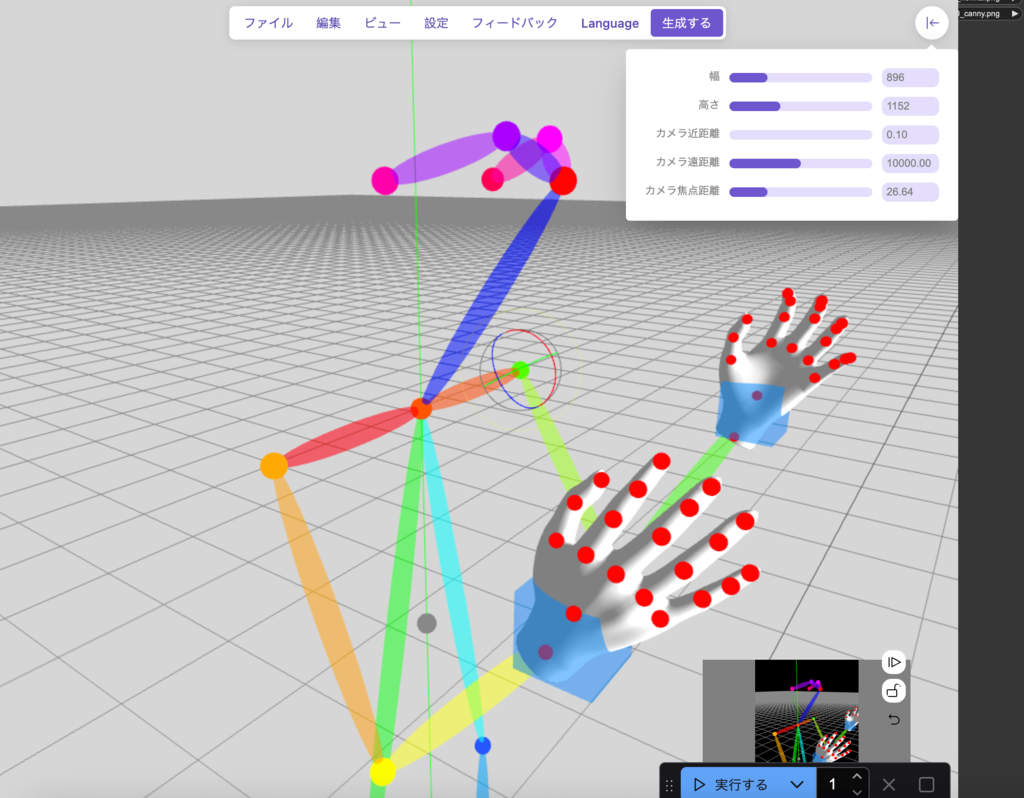 ファイル 編集 ビュー 設定 フィードバック Language 生成する
_canny.png
幅 896
高さ 1152
カメラ近距離 0.10
カメラ遠距離 10000.00
カメラ焦点距離 26.64
実行する 1